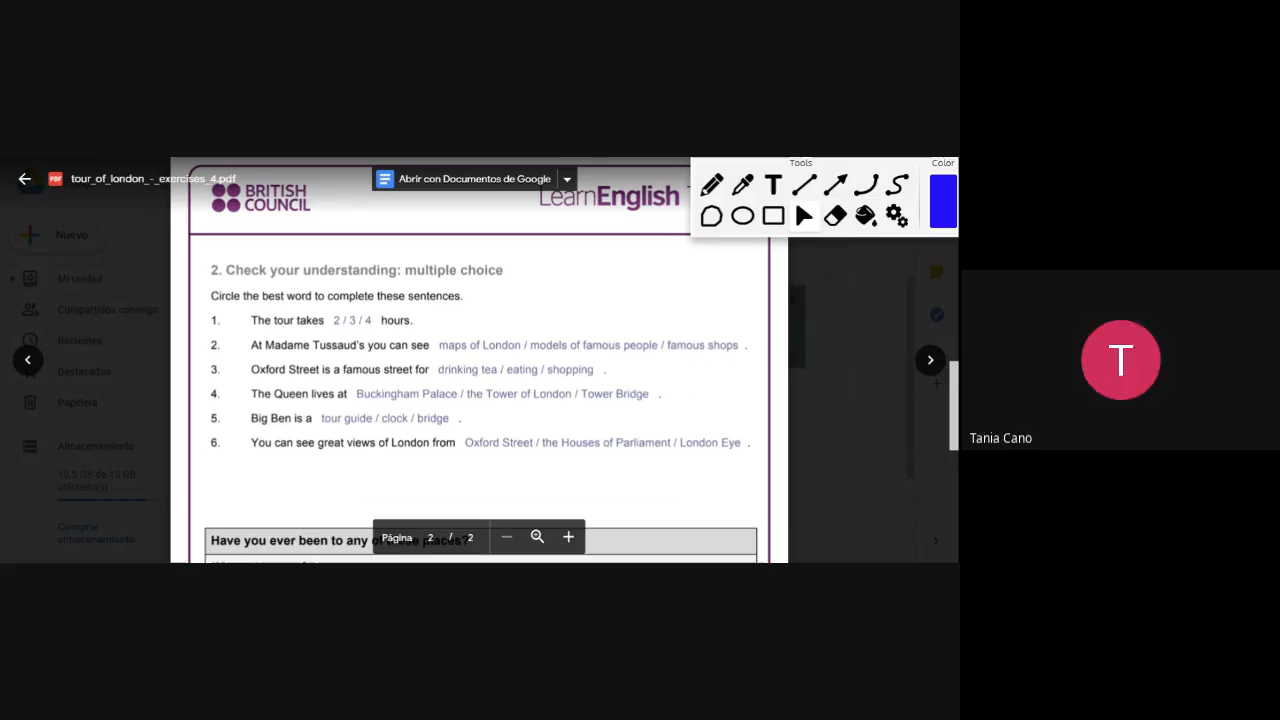 Tools
Color
tour_of_london_-_exercises_4.pdf
Abrir con Documentos de Google
BRITISH
COUNCIL
LearnEnglish
Nuevo
Mi unidad
Compartidos conmigo
Recientes
Destacados
Papelera
Almacenamiento
Comprar
almacenamiento
2. Check your understanding: multiple choice
Circle the best word to complete these sentences.
1. The tour takes 2 / 3 / 4 hours.
2. At Madame Tussaud's you can see maps of London / models of famous people / famous shops .
3. Oxford Street is a famous street for drinking tea / eating / shopping .
4. The Queen lives at Buckingham Palace / the Tower of London / Tower Bridge .
5. Big Ben is a tour guide / clock / bridge .
6. You can see great views of London from Oxford Street / the Houses of Parliament / London Eye .
Have you ever been to any of these places?
Página 2 / 2
T
Tania Cano